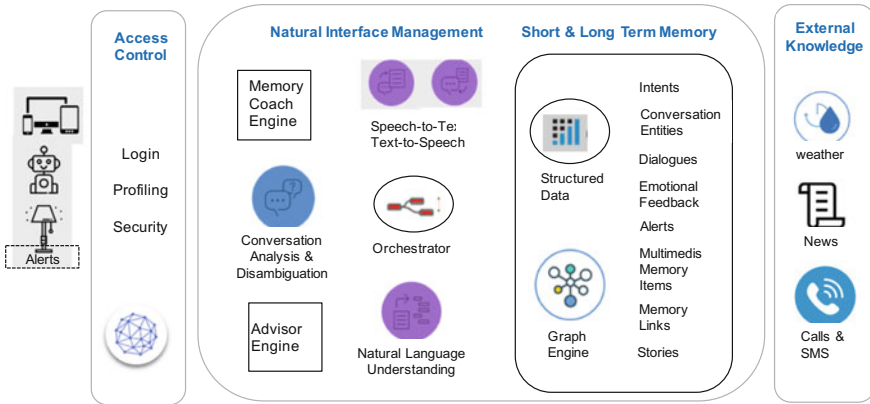 Access
Control
Natural Interface Management
Short & Long Term Memory
External
Knowledge
Alerts
Login
Profiling
Security
Memory
Coach
Engine
Speech-to-Te
Text-to-Speech
Conversation
Analysis &
Disambiguation
Orchestrator
Advisor
Engine
Natural Language
Understanding
Structured
Data
Graph
Engine
Intents
Conversation
Entities
Dialogues
Emotional
Feedback
Alerts
Multimedis
Memory
Items
Memory
Links
Stories
weather
News
Calls &
SMS